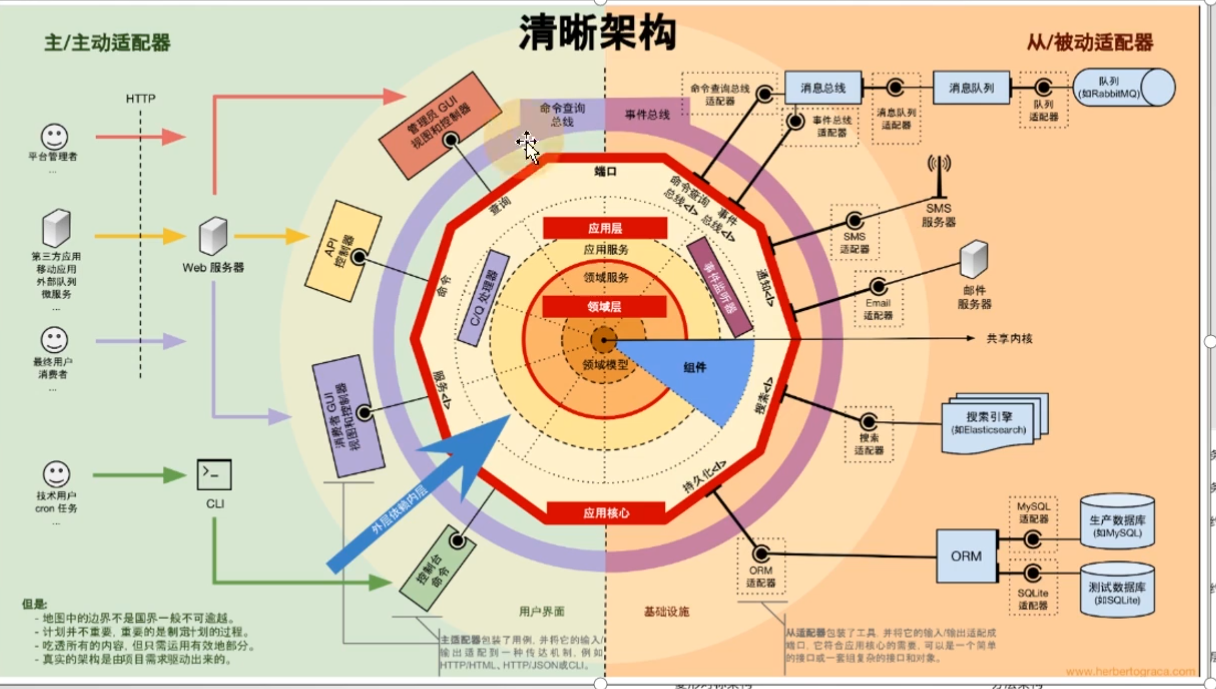 清晰架构
主/主动适配器
从/被动适配器
HTTP
平台管理者
...
第三方应用
移动应用
外部队列
微服务
...
最终用户
消费者
...
技术用户
cron 任务
...
Web 服务器
CLI
管理员 GUI
视图和控制器
API
控制器
消费者 GUI
视图和控制器
控制台
命令
命令查询
总线
事件总线
端口
查询
命令
服务<I>
命令查询
总线<I>
事件
总线<I>
通知<I>
搜索<I>
持久化<I>
应用层
应用服务
领域服务
领域层
领域模型
C/Q 处理器
事件监听器
组件
应用核心
外层依赖内层
命令查询总线
适配器
消息总线
事件总线
适配器
消息队列
适配器
消息队列
队列
适配器
队列
(如RabbitMQ)
SMS
适配器
SMS
服务器
Email
适配器
邮件
服务器
共享内核
搜索
适配器
搜索引擎
(如Elasticsearch)
ORM
适配器
ORM
MySQL
适配器
生产数据库
(如MySQL)
SQLite
适配器
测试数据库
(如SQLite)
用户界面
基础设施
但是:
- 地图中的边界不是国界一般不可逾越。
- 计划并不重要, 重要的是制定计划的过程。
- 吃透所有的内容, 但只需运用有效地部分。
- 真实的架构是由项目需求驱动出来的。
主适配器包装了用例, 并将它的输入/
输出适配到一种传达机制, 例如
HTTP/HTML、HTTP/JSON或CLI。
从适配器包装了工具, 并将它的输入/输出适配成
端口, 它符合应用核心的需要, 可以是一个简单
的接口或一套组复杂的接口和对象。
www.herbertograca.com